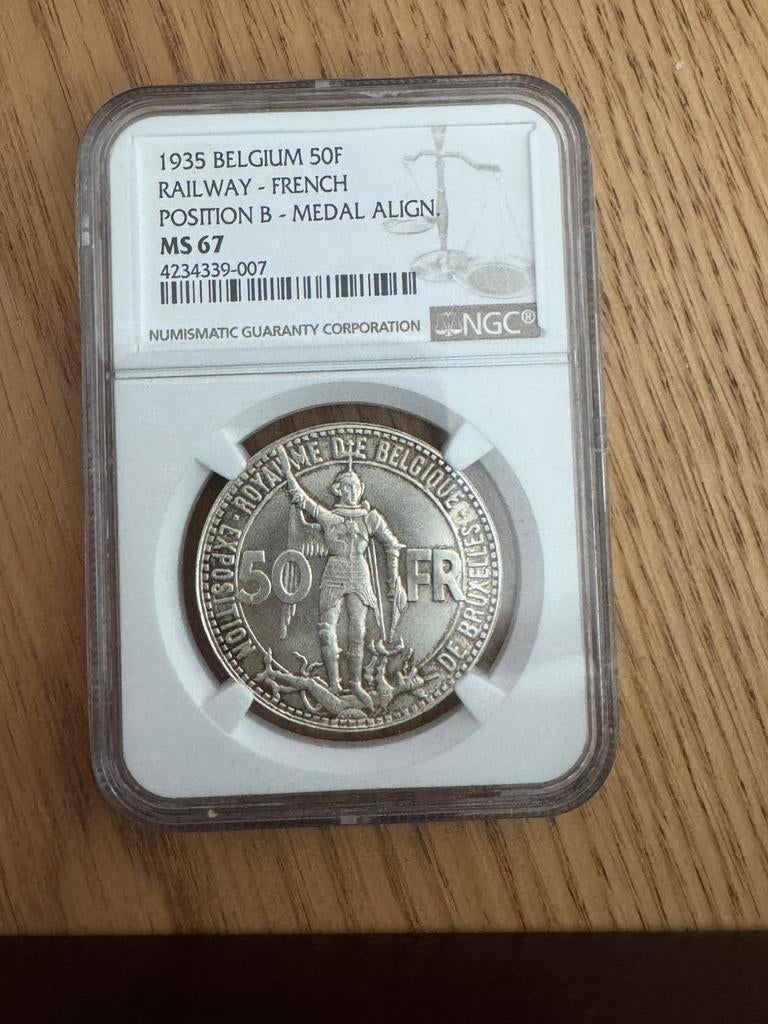 1935 BELGIUM 50F
RAILWAY - FRENCH
POSITION B - MEDAL ALIGN.
MS 67
4234339-007
NUMISMATIC GUARANTY CORPORATION
NGC®
EXPOSITION · ROYAUME DE BELGIQUE · DE BRUXELLES
50 FR